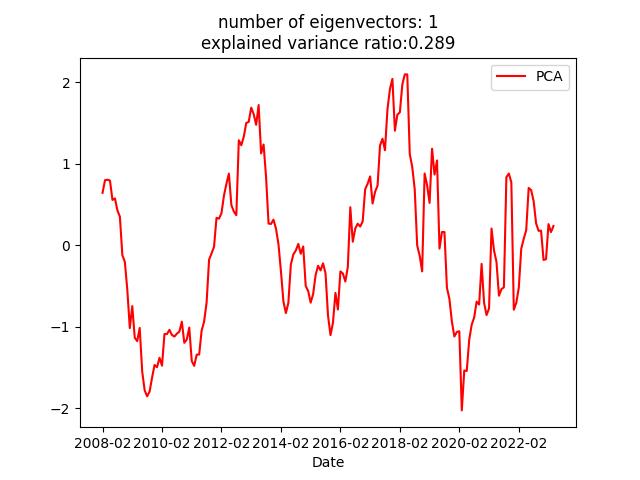 number of eigenvectors: 1
explained variance ratio:0.289
PCA
2
1
0
−1
−2
2008-02 2010-02 2012-02 2014-02 2016-02 2018-02 2020-02 2022-02
Date